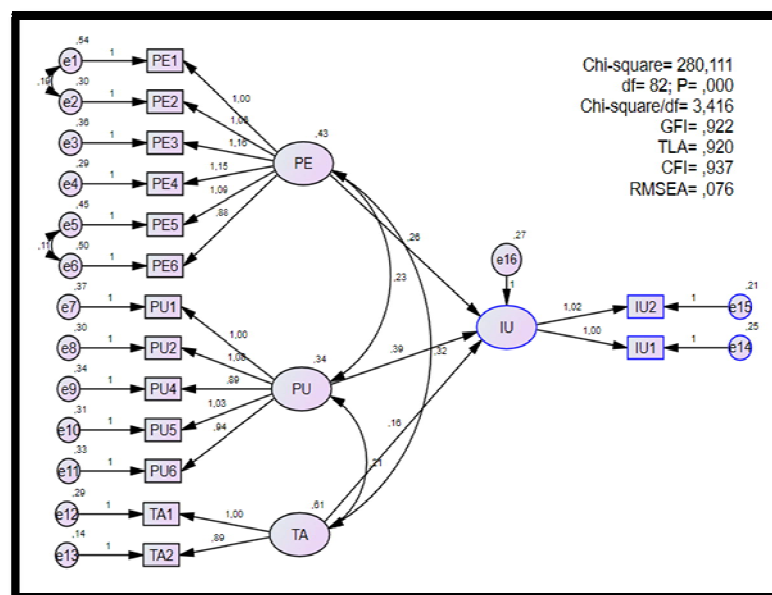 Chi-square= 280,111
df= 82; P= ,000
Chi-square/df= 3,416
GFI= ,922
TLA= ,920
CFI= ,937
RMSEA= ,076
,54
e1 1 PE1
,19
,30
e2 1 PE2
,36
e3 1 PE3
,29
e4 1 PE4
,45
e5 1 PE5
,11
,50
e6 1 PE6
,37
e7 1 PU1
,30
e8 1 PU2
,34
e9 1 PU4
,31
e10 1 PU5
,33
e11 1 PU6
,29
e12 1 TA1
,14
e13 1 TA2
1,00
1,16
1,15
1,09
,88
,43
PE
1,00
1,08
,89
1,03
,94
,34
PU
1,00
,89
,61
TA
,26
,23
,32
,39
,16
,21
,27
e16
1
IU
1,02
IU2 1 e15
,21
1,00
IU1 1 e14
,25